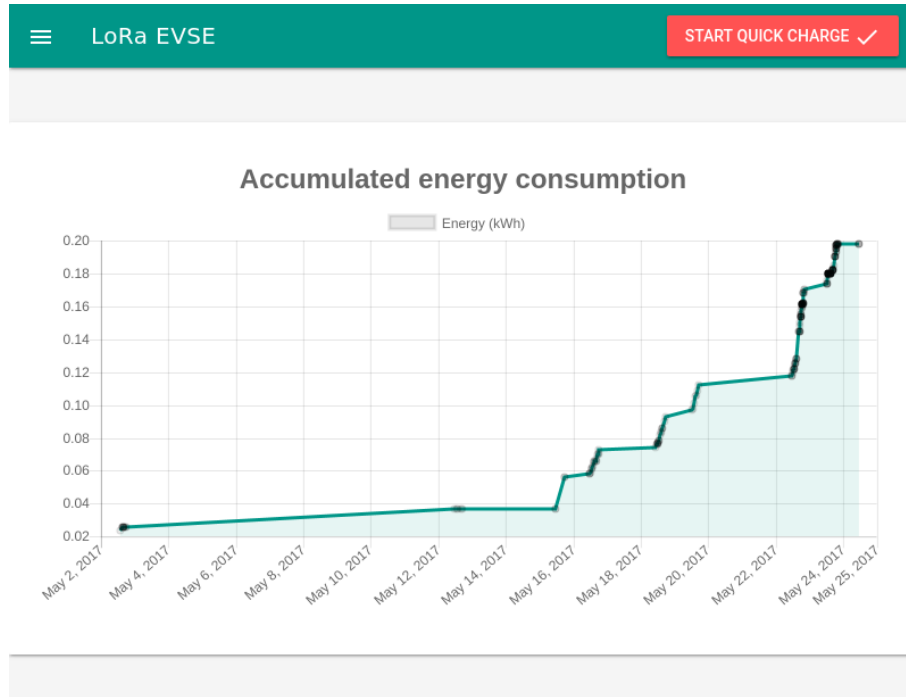 LoRa EVSE
START QUICK CHARGE
Accumulated energy consumption
Energy (kWh)
0.20
0.18
0.16
0.14
0.12
0.10
0.08
0.06
0.04
0.02
May 2, 2017
May 4, 2017
May 6, 2017
May 8, 2017
May 10, 2017
May 12, 2017
May 14, 2017
May 16, 2017
May 18, 2017
May 20, 2017
May 22, 2017
May 24, 2017
May 25, 2017